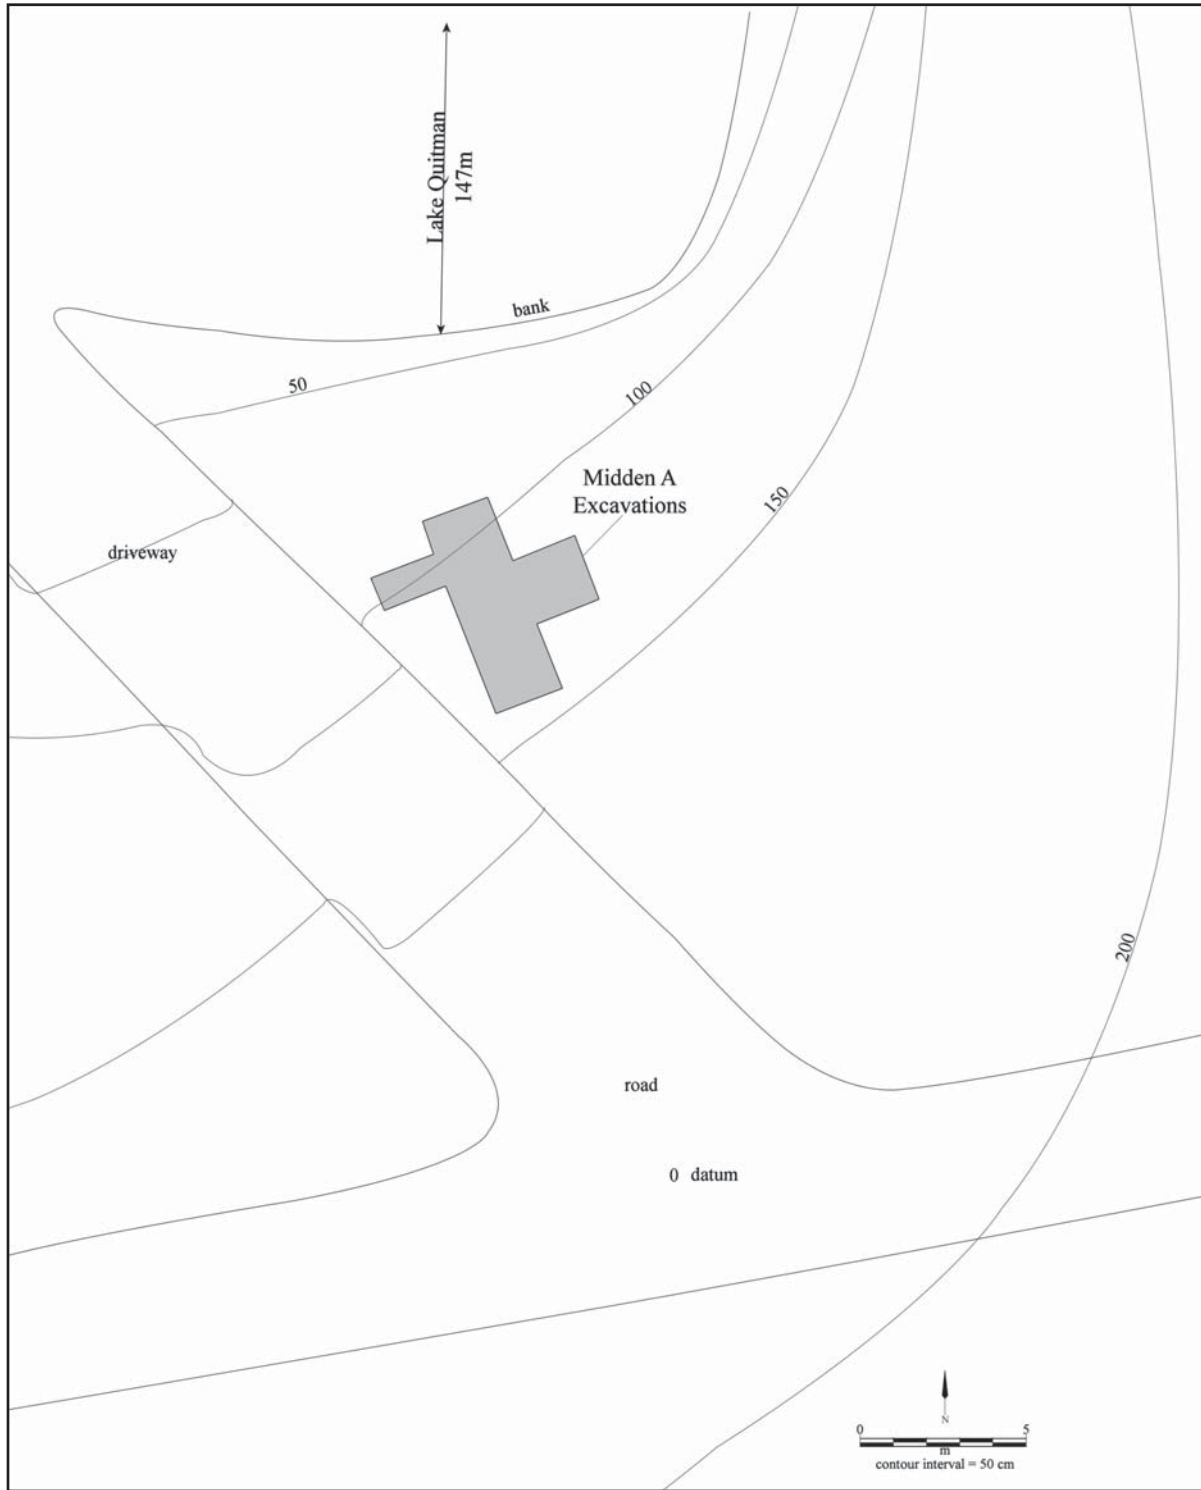 Lake Quitman
147m
bank
50
100
Midden A
Excavations
150
driveway
200
road
0 datum
N
0 5
m
contour interval = 50 cm